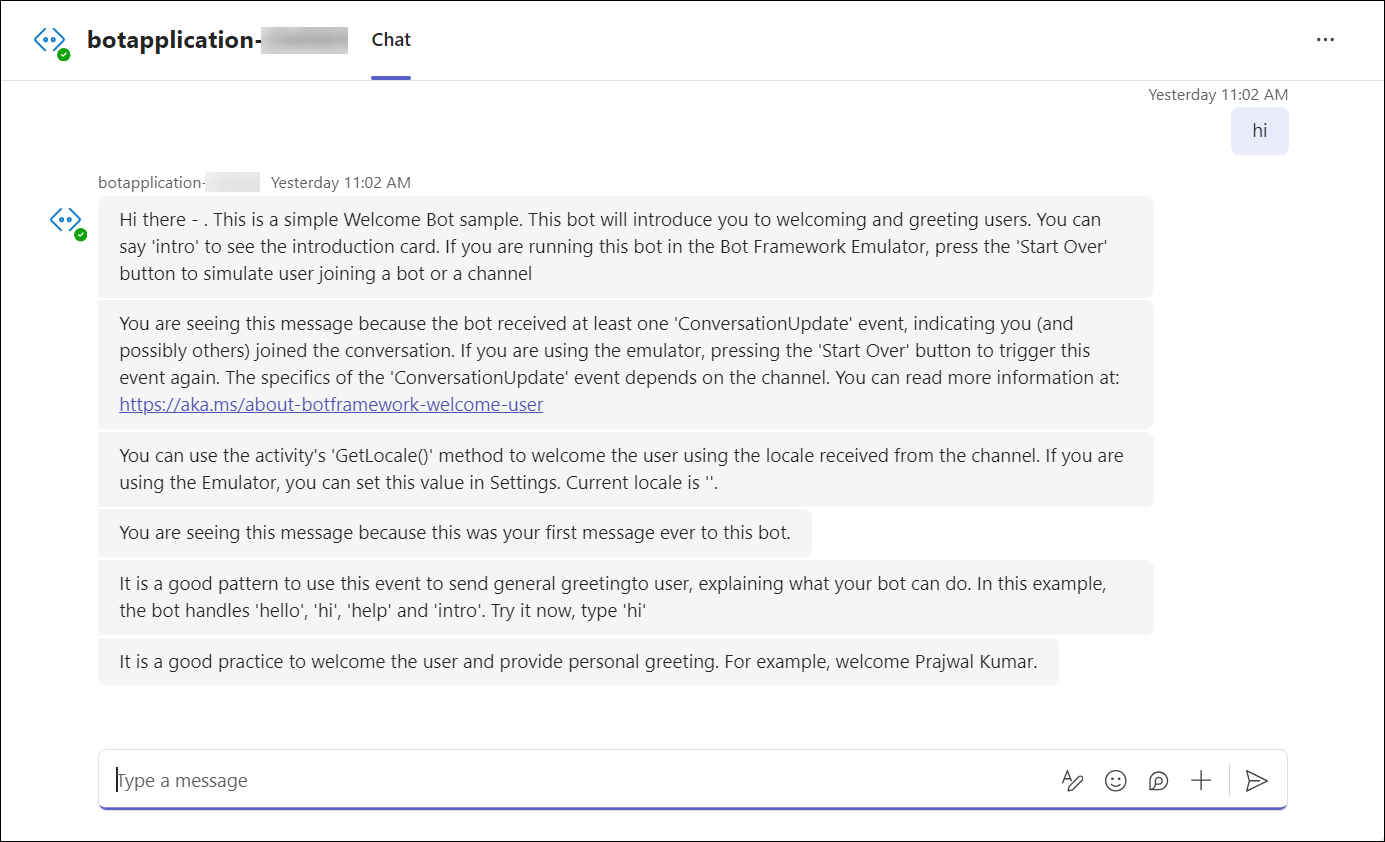 botapplication-
Chat
Yesterday 11:02 AM
hi
botapplication-
Yesterday 11:02 AM
Hi there - . This is a simple Welcome Bot sample. This bot will introduce you to welcoming and greeting users. You can
say 'intro' to see the introduction card. If you are running this bot in the Bot Framework Emulator, press the 'Start Over'
button to simulate user joining a bot or a channel
You are seeing this message because the bot received at least one 'ConversationUpdate' event, indicating you (and
possibly others) joined the conversation. If you are using the emulator, pressing the 'Start Over' button to trigger this
event again. The specifics of the 'ConversationUpdate' event depends on the channel. You can read more information at:
https://aka.ms/about-botframework-welcome-user
You can use the activity's 'GetLocale()' method to welcome the user using the locale received from the channel. If you are
using the Emulator, you can set this value in Settings. Current locale is ''.
You are seeing this message because this was your first message ever to this bot.
It is a good pattern to use this event to send general greetingto user, explaining what your bot can do. In this example,
the bot handles 'hello', 'hi', 'help' and 'intro'. Try it now, type 'hi'
It is a good practice to welcome the user and provide personal greeting. For example, welcome Prajwal Kumar.
Type a message